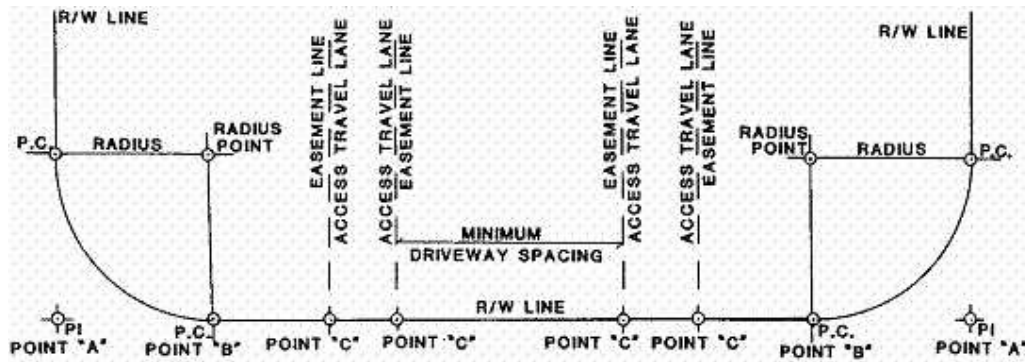 R/W LINE
R/W LINE
EASEMENT LINE
ACCESS TRAVEL LANE
ACCESS TRAVEL LANE
EASEMENT LINE
EASEMENT LINE
ACCESS TRAVEL LANE
ACCESS TRAVEL LANE
EASEMENT LINE
P.C.
RADIUS
RADIUS
POINT
RADIUS
POINT
RADIUS
P.C.
MINIMUM
DRIVEWAY SPACING
R/W LINE
PI
POINT "A"
P.C.
POINT "B"
POINT "C"
POINT "C"
POINT "C"
POINT "C"
P.C.
POINT "B"
PI
POINT "A"